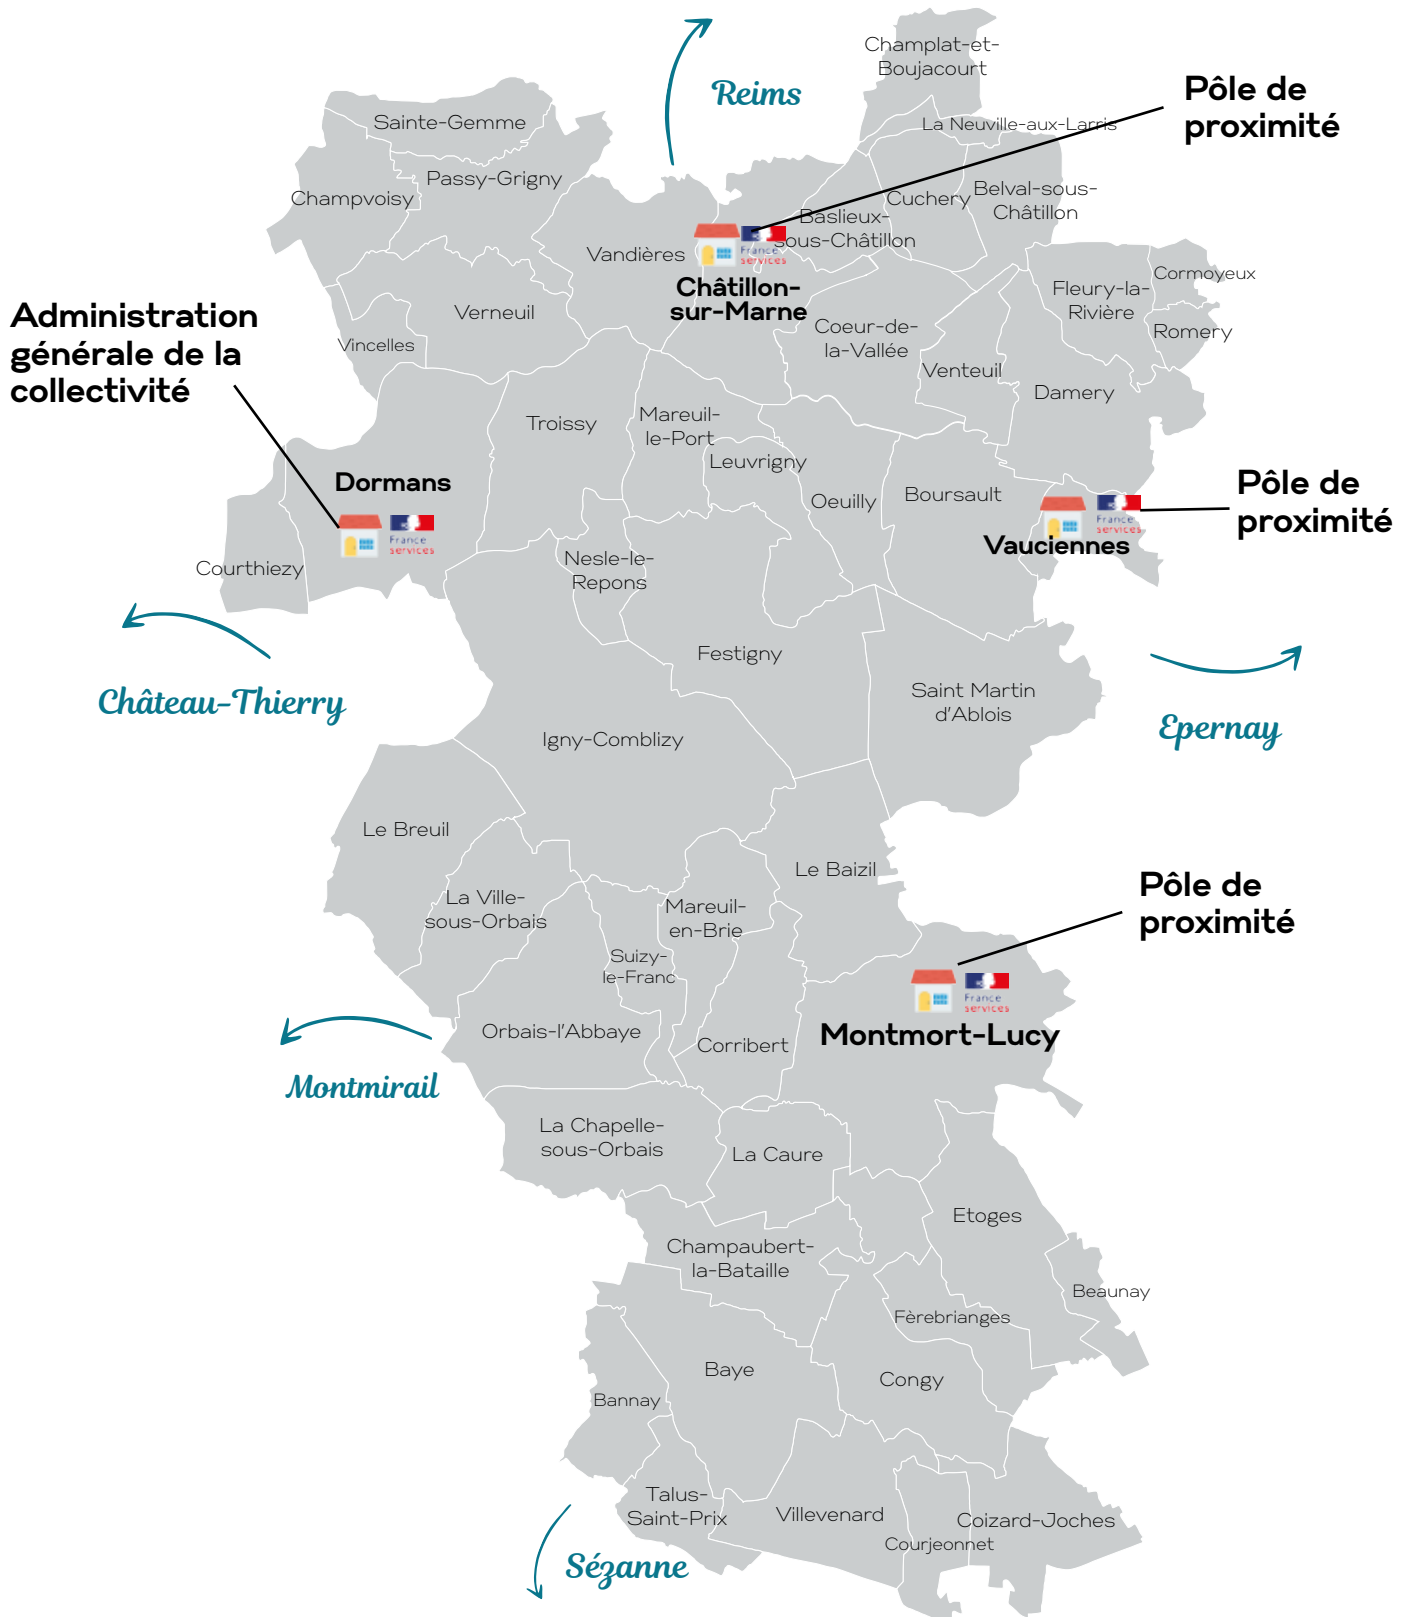 Champlat-et-
Boujacourt
Reims
Pôle de
proximité
Sainte-Gemme
La Neuville-aux-Larris
Passy-Grigny
Champvoisy
Cuchery
Belval-sous-
Châtillon
Baslieux-
sous-Châtillon
Vandières
France
services
Châtillon-
sur-Marne
Cormoyeux
Fleury-la-
Rivière
Romery
Administration
générale de la
collectivité
Verneuil
Vincelles
Coeur-de-
la-Vallée
Venteuil
Damery
Troissy
Mareuil-
le-Port
Leuvrigny
Oeuilly
Boursault
Dormans
France
services
Pôle de
proximité
France
services
Vauciennes
Courthiezy
Nesle-le-
Repons
Festigny
Château-Thierry
Saint Martin
d'Ablois
Epernay
Igny-Comblizy
Le Breuil
Le Baizil
La Ville-
sous-Orbais
Mareuil-
en-Brie
Pôle de
proximité
Suizy-
le-Franc
France
services
Orbais-l'Abbaye
Corribert
Montmort-Lucy
Montmirail
La Chapelle-
sous-Orbais
La Caure
Etoges
Champaubert-
la-Bataille
Beaunay
Fèrebrianges
Baye
Congy
Bannay
Talus-
Saint-Prix
Villevenard
Coizard-Joches
Courjeonnet
Sézanne